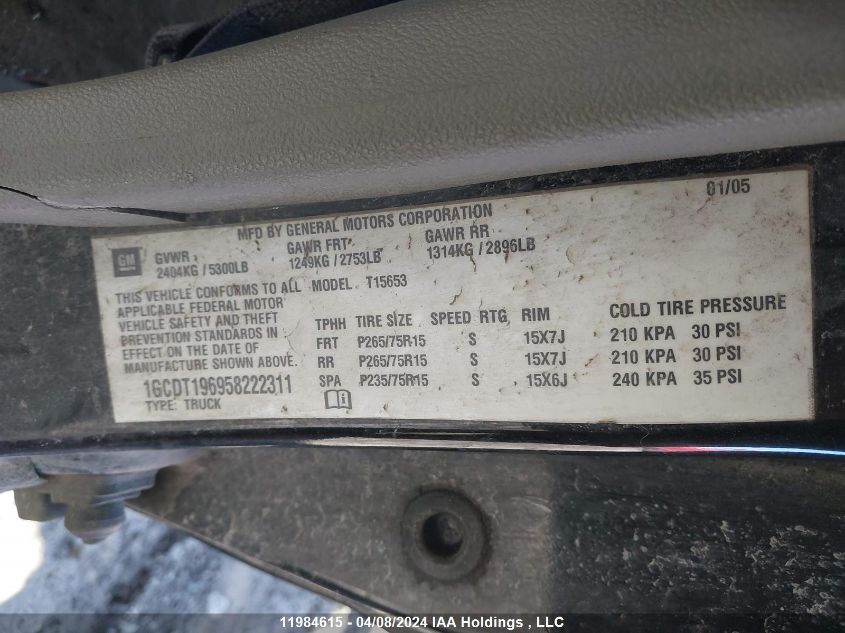 01/05
MFD BY GENERAL MOTORS CORPORATION
GM
GVWR GAWR FRT GAWR RR
2404KG / 5300LB 1249KG / 2753LB 1314KG / 2896LB
THIS VEHICLE CONFORMS TO ALL MODEL T15653
APPLICABLE FEDERAL MOTOR
VEHICLE SAFETY AND THEFT
PREVENTION STANDARDS IN
EFFECT ON THE DATE OF
MANUFACTURE SHOWN ABOVE.
TPHH TIRE SIZE SPEED RTG RIM COLD TIRE PRESSURE
FRT P265/75R15 S 15X7J 210 KPA 30 PSI
RR P265/75R15 S 15X7J 210 KPA 30 PSI
SPA P235/75R15 S 15X6J 240 KPA 35 PSI
1GCDT196958222311
TYPE: TRUCK
11984615 - 04/08/2024 IAA Holdings , LLC